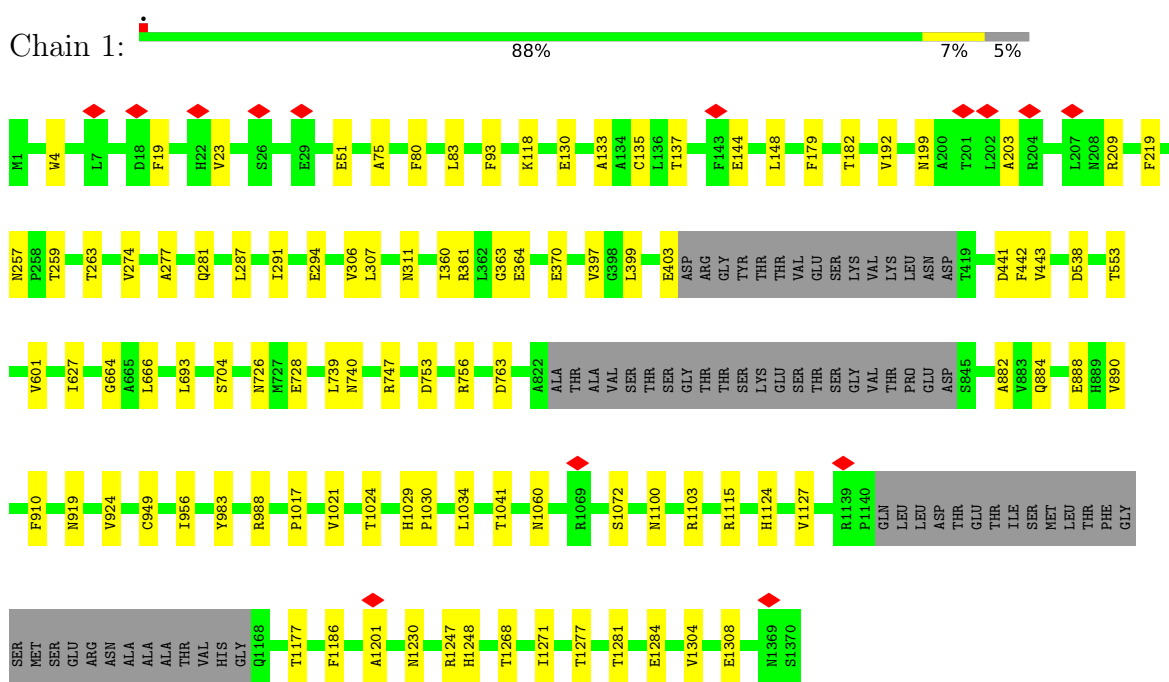 Chain 1:
88% 7% 5%
M1 W4 L7 D18 F19 H22 V23 S26 E29 E51 A75 F80 L83 F93 K118 E130 A133 A134 C135 L136 T137 F143 E144 L148 F179 T182 V192 N199 A200 T201 L202 A203 R204 L207 N208 R209 F219
N257 P258 T259 T263 V274 A277 Q281 L287 I291 E294 V306 L307 N311 I360 R361 L362 G363 E364 E370 V397 G398 L399 E403 ASP ARG GLY TYR THR THR VAL GLU SER LYS VAL LYS LEU ASN ASP T419 D441 F442 V443 D538 T553
V601 I627 G664 A665 L666 L693 S704 N726 M727 E728 L739 N740 R747 D753 R756 D763 A822 ALA THR ALA VAL SER THR SER GLY THR THR SER LYS GLU SER THR SER GLY VAL THR PRO GLU ASP S845 A882 V883 Q884 E888 H889 V890
F910 N919 V924 C949 I956 Y983 R988 P1017 V1021 T1024 H1029 P1030 L1034 T1041 N1060 R1069 S1072 N1100 R1103 R1115 H1124 V1127 R1139 P1140 GLN LEU LEU ASP THR GLU THR ILE SER MET LEU THR PHE GLY
SER MET SER GLU ARG ASN ALA ALA ALA THR VAL HIS GLY Q1168 T1177 F1186 A1201 N1230 R1247 H1248 T1268 I1271 T1277 T1281 E1284 V1304 E1308 N1369 S1370